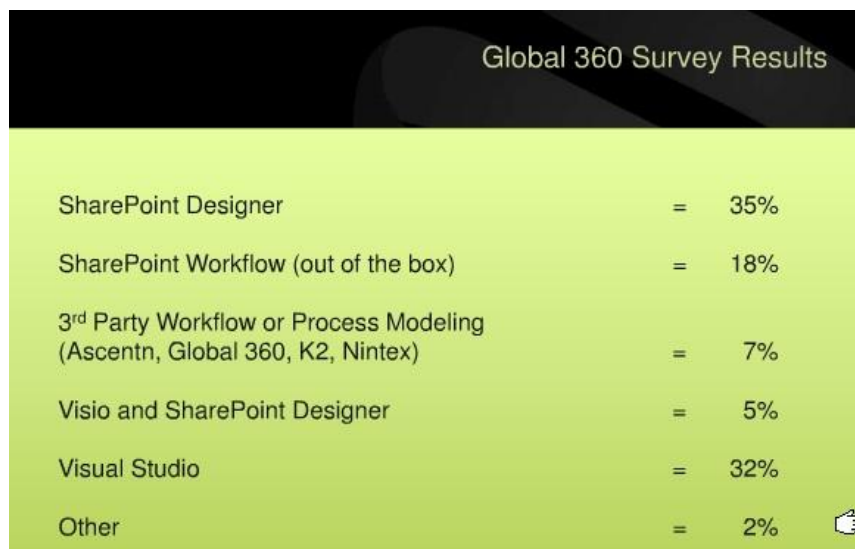 Global 360 Survey Results
SharePoint Designer = 35%
SharePoint Workflow (out of the box) = 18%
3rd Party Workflow or Process Modeling
(Ascentn, Global 360, K2, Nintex) = 7%
Visio and SharePoint Designer = 5%
Visual Studio = 32%
Other = 2%